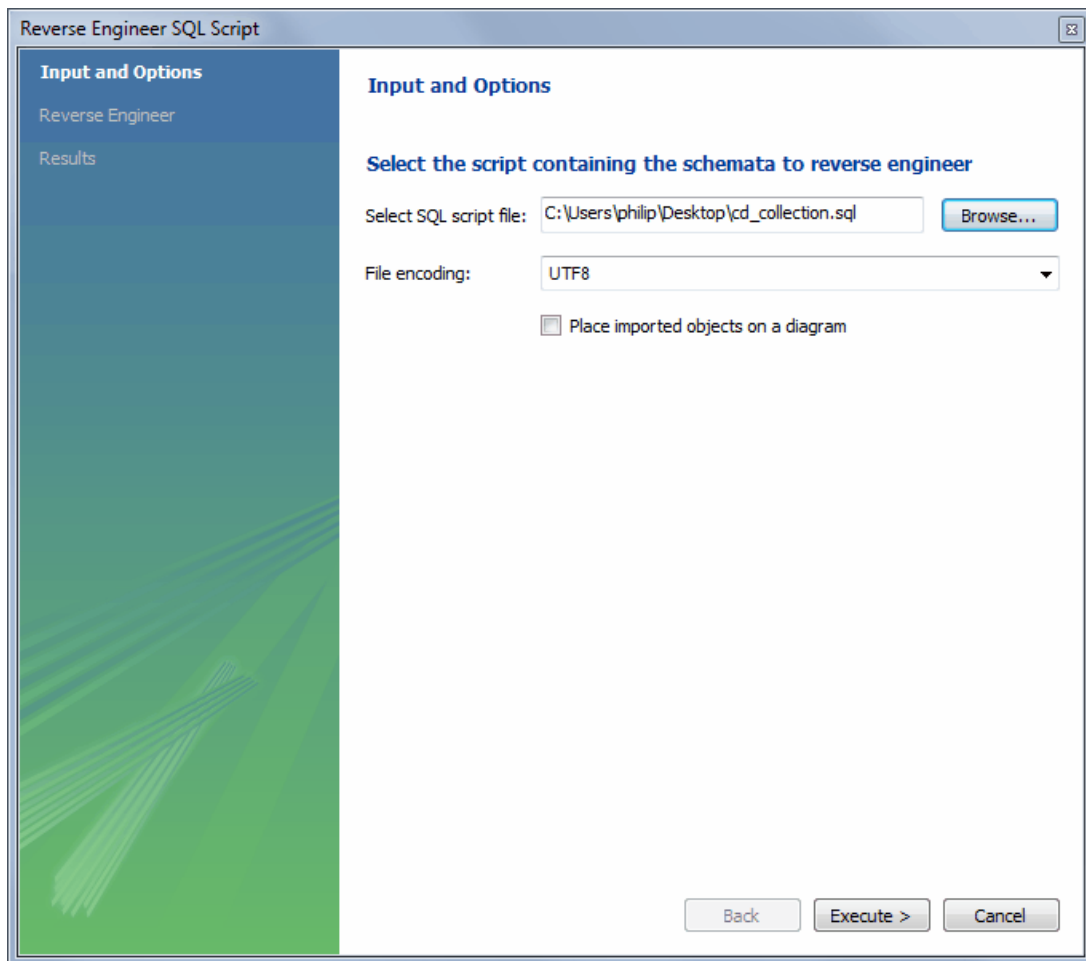 Reverse Engineer SQL Script
Input and Options
Reverse Engineer
Results
Input and Options
Select the script containing the schemata to reverse engineer
Select SQL script file: C:\Users\philip\Desktop\cd_collection.sql Browse...
File encoding: UTF8
Place imported objects on a diagram
Back Execute > Cancel